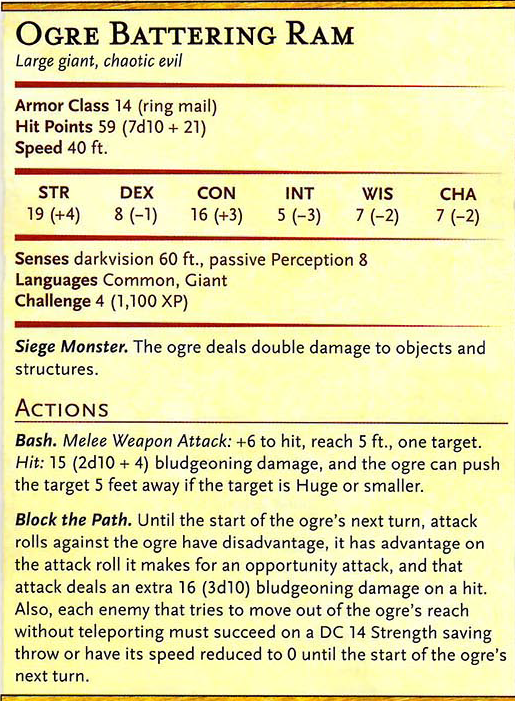 OGRE BATTERING RAM
Large giant, chaotic evil
Armor Class 14 (ring mail)
Hit Points 59 (7d10 + 21)
Speed 40 ft.
STR DEX CON INT WIS CHA
19 (+4) 8 (–1) 16 (+3) 5 (–3) 7 (–2) 7 (–2)
Senses darkvision 60 ft., passive Perception 8
Languages Common, Giant
Challenge 4 (1,100 XP)
Siege Monster. The ogre deals double damage to objects and
structures.
ACTIONS
Bash. Melee Weapon Attack: +6 to hit, reach 5 ft., one target.
Hit: 15 (2d10 + 4) bludgeoning damage, and the ogre can push
the target 5 feet away if the target is Huge or smaller.
Block the Path. Until the start of the ogre's next turn, attack
rolls against the ogre have disadvantage, it has advantage on
the attack roll it makes for an opportunity attack, and that
attack deals an extra 16 (3d10) bludgeoning damage on a hit.
Also, each enemy that tries to move out of the ogre's reach
without teleporting must succeed on a DC 14 Strength saving
throw or have its speed reduced to 0 until the start of the ogre's
next turn.